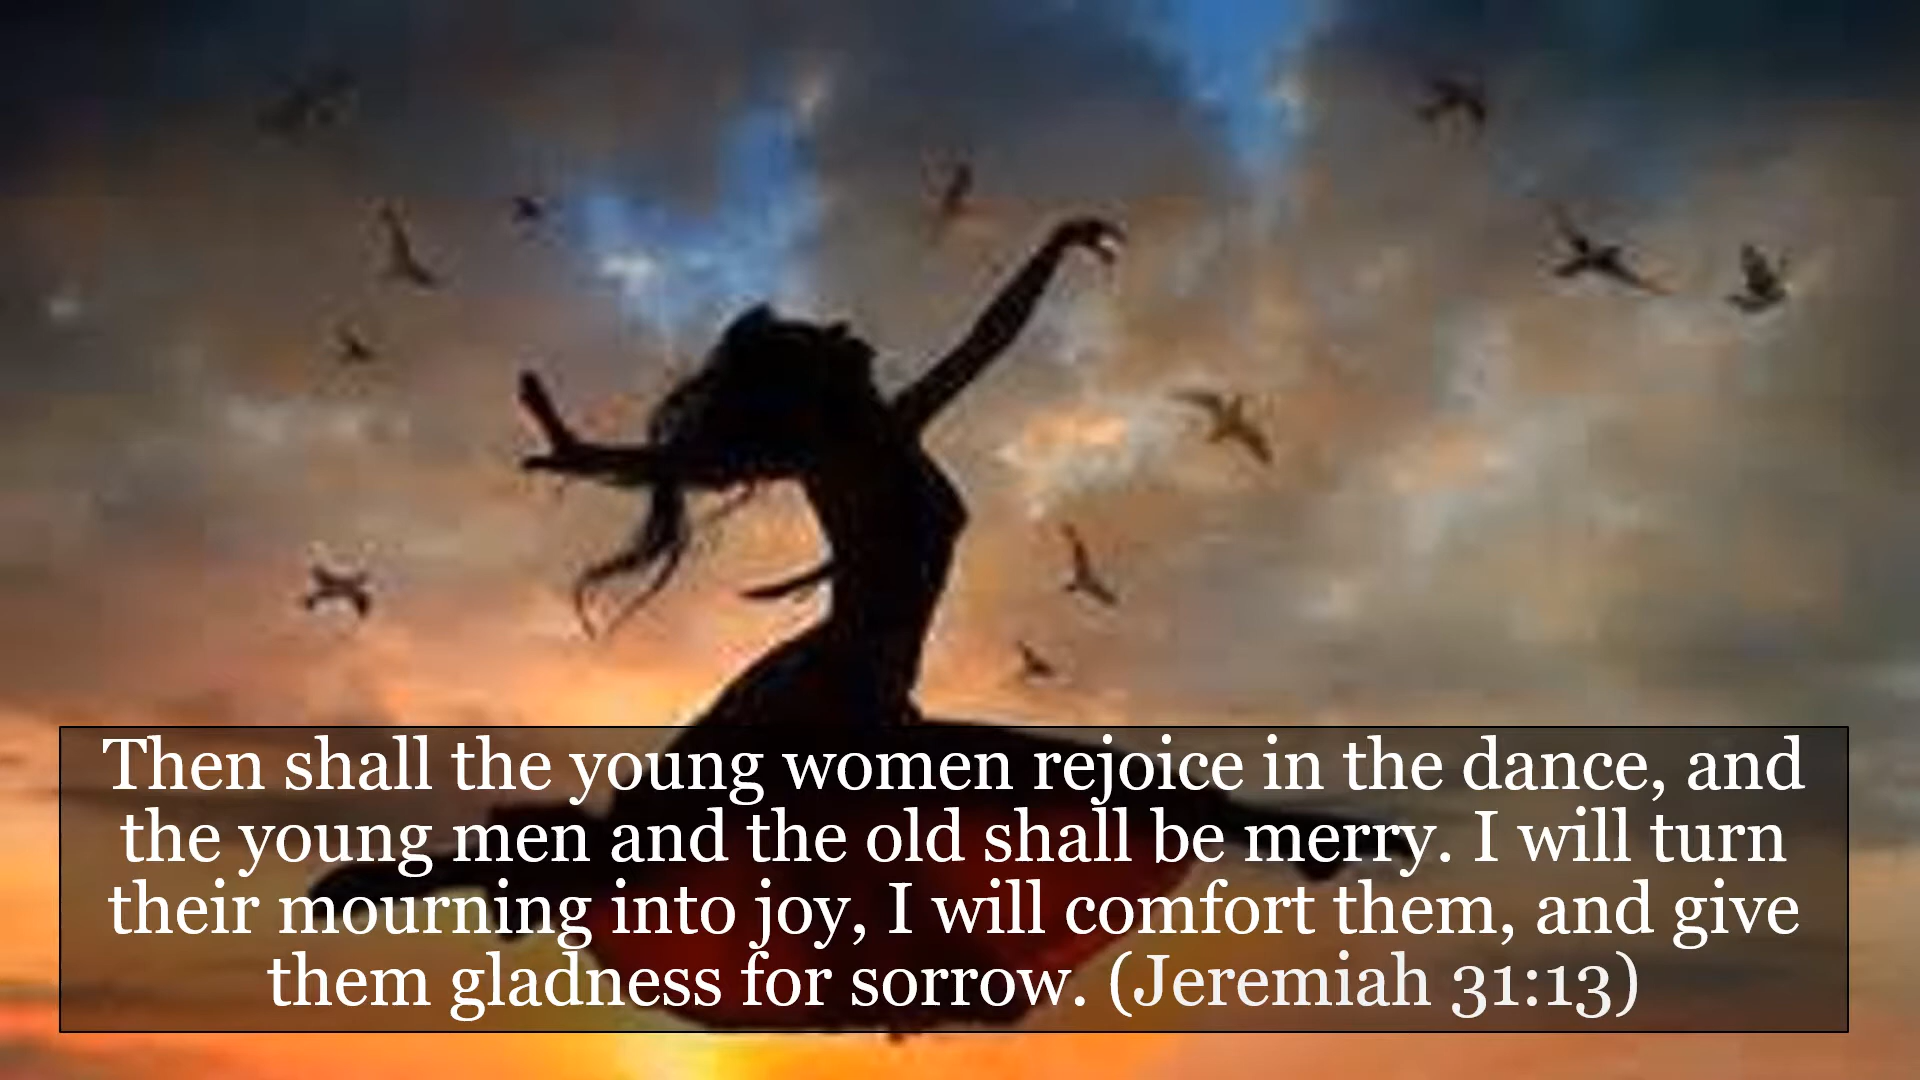 Then shall the young women rejoice in the dance, and
the young men and the old shall be merry. I will turn
their mourning into joy, I will comfort them, and give
them gladness for sorrow. (Jeremiah 31:13)